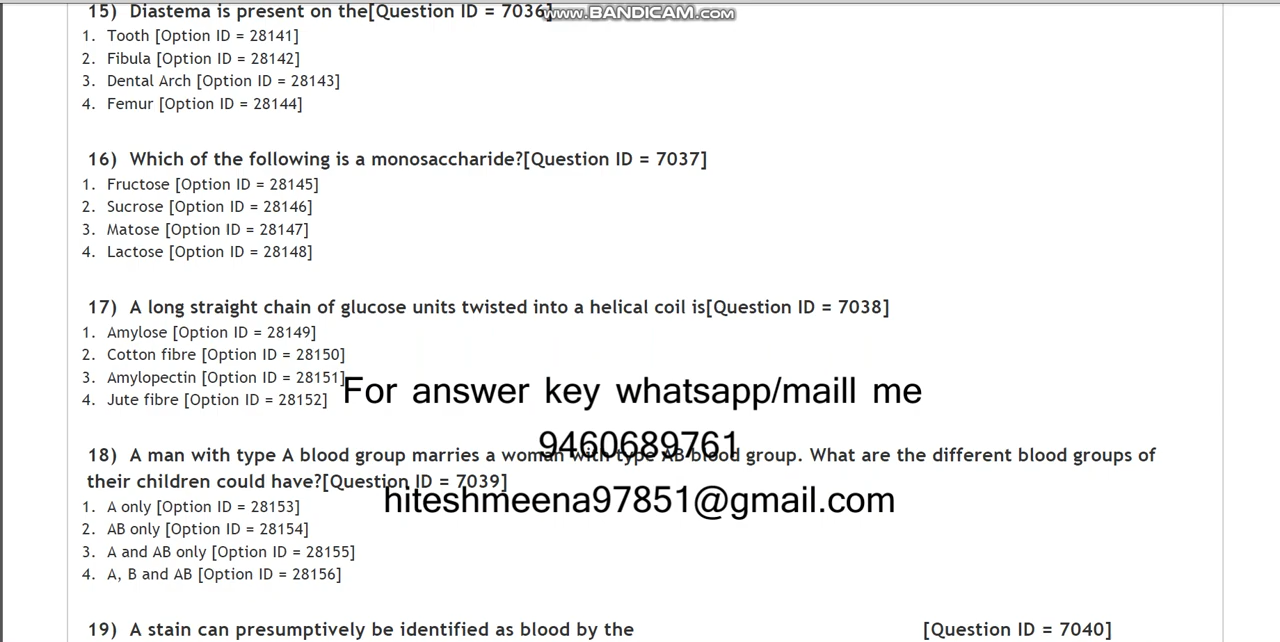 15) Diastema is present on the[Question ID = 7036]
www.BANDICAM.com
1. Tooth [Option ID = 28141]
2. Fibula [Option ID = 28142]
3. Dental Arch [Option ID = 28143]
4. Femur [Option ID = 28144]
16) Which of the following is a monosaccharide?[Question ID = 7037]
1. Fructose [Option ID = 28145]
2. Sucrose [Option ID = 28146]
3. Matose [Option ID = 28147]
4. Lactose [Option ID = 28148]
17) A long straight chain of glucose units twisted into a helical coil is[Question ID = 7038]
1. Amylose [Option ID = 28149]
2. Cotton fibre [Option ID = 28150]
3. Amylopectin [Option ID = 28151]
4. Jute fibre [Option ID = 28152]
For answer key whatsapp/maill me
9460689761
18) A man with type A blood group marries a woman with type AB blood group. What are the different blood groups of
their children could have?[Question ID = 7039]
hiteshmeena97851@gmail.com
1. A only [Option ID = 28153]
2. AB only [Option ID = 28154]
3. A and AB only [Option ID = 28155]
4. A, B and AB [Option ID = 28156]
19) A stain can presumptively be identified as blood by the [Question ID = 7040]